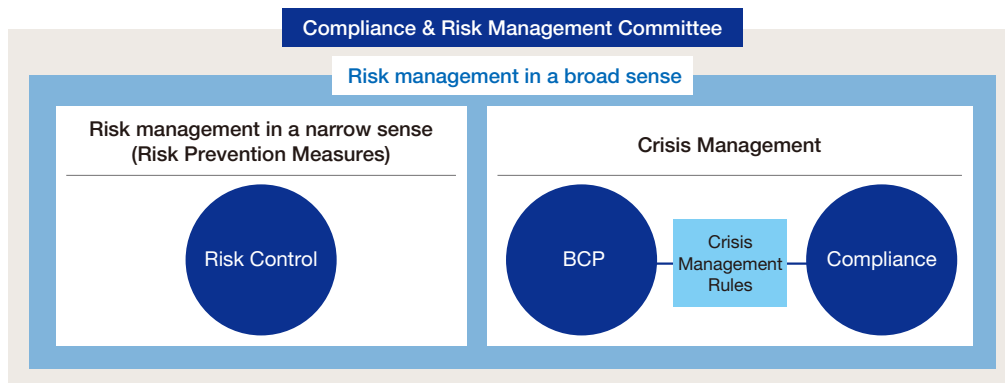 Compliance & Risk Management Committee
Risk management in a broad sense
Risk management in a narrow sense
(Risk Prevention Measures)
Risk Control
Crisis Management
BCP
Crisis
Management
Rules
Compliance